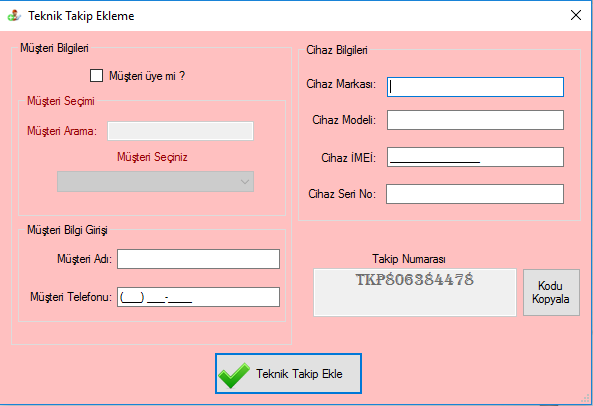 Teknik Takip Ekleme
Müşteri Bilgileri
Müşteri üye mi ?
Müşteri Seçimi
Müşteri Arama:
Müşteri Seçiniz
Müşteri Bilgi Girişi
Müşteri Adı:
Müşteri Telefonu: (___) ___-____
Cihaz Bilgileri
Cihaz Markası:
Cihaz Modeli:
Cihaz İMEİ: _______________
Cihaz Seri No:
Takip Numarası
TKP806384478
Kodu
Kopyala
Teknik Takip Ekle